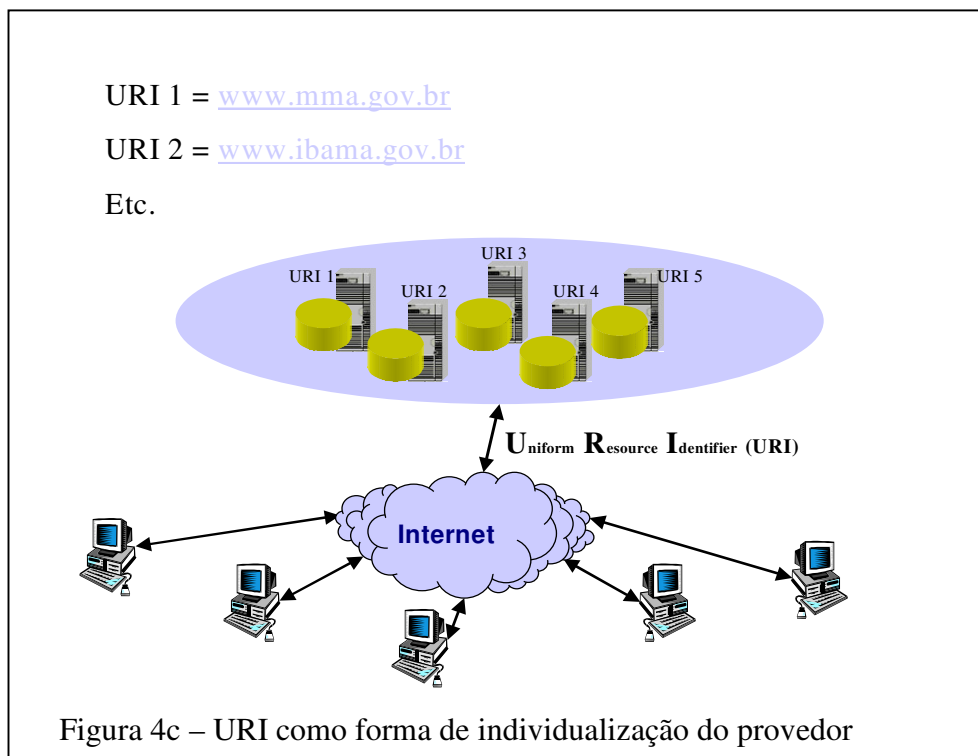 URI 1 = www.mma.gov.br
URI 2 = www.ibama.gov.br
Etc.
URI 3
URI 1
URI 5
URI 2
URI 4
Uniform Resource Identifier (URI)
Internet
Figura 4c – URI como forma de individualização do provedor